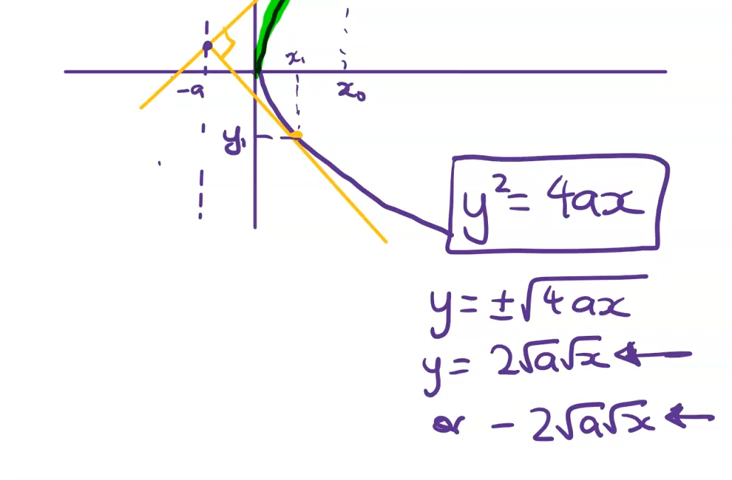 x₁
-a
x₀
y₁
y² = 4ax
y = ±√4ax
y = 2√a√x ←
or - 2√a√x ←